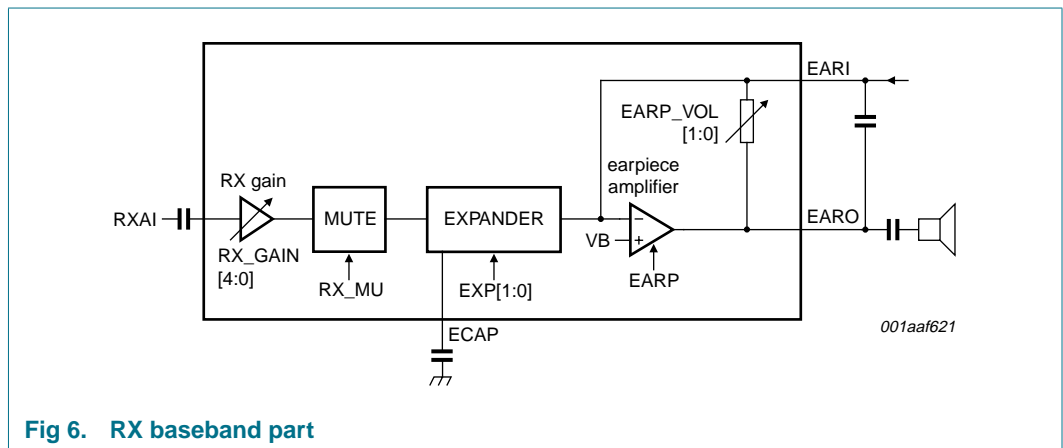 EARI
EARP_VOL
[1:0]
earpiece
amplifier
RX gain
RXAI
MUTE
EXPANDER
−
EARO
VB
+
RX_GAIN
[4:0]
RX_MU
EXP[1:0]
EARP
ECAP
001aaf621
Fig 6. RX baseband part